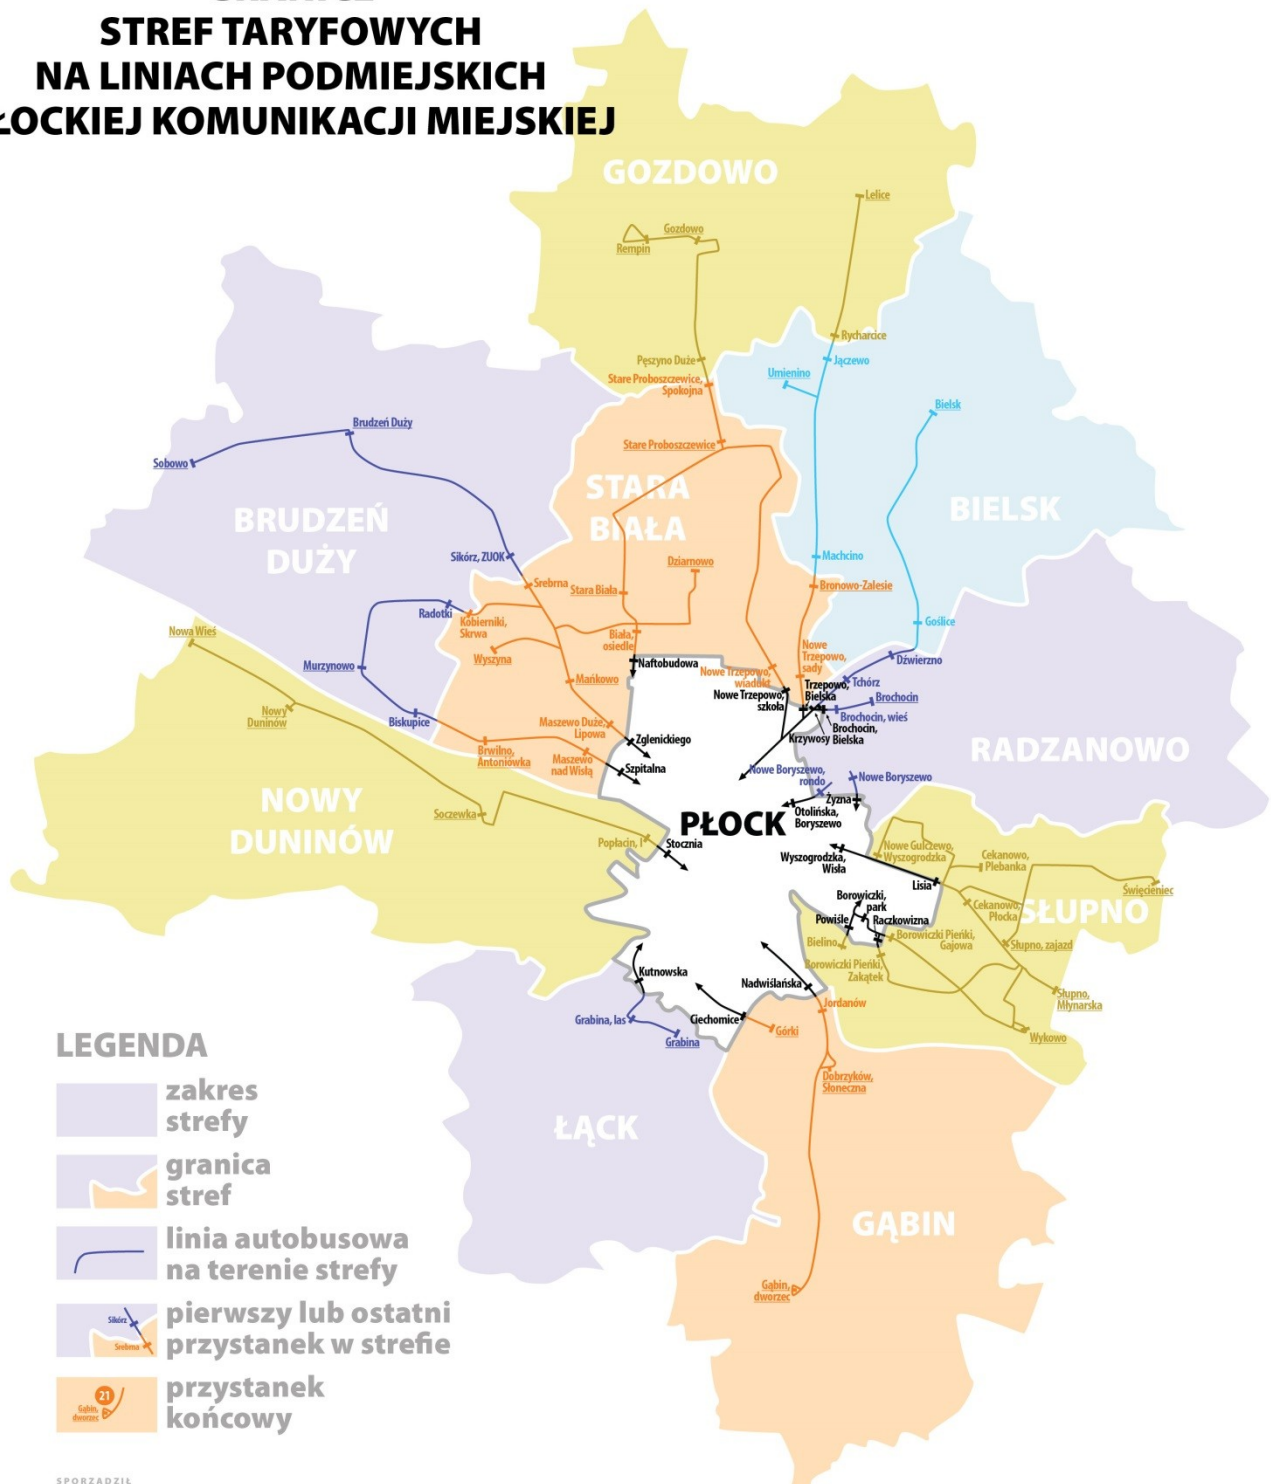 STREF TARYFOWYCH
NA LINIACH PODMIEJSKICH
ŁOCKIEJ KOMUNIKACJI MIEJSKIEJ
GOZDOWO
Lelice
Gozdowo
Rempin
Rycharcice
Pęszyno Duże
Jączewo
Stare Proboszczewice,
Spokojna
Umienino
Bielsk
Brudzeń Duży
Stare Proboszczewice
Sobowo
STARA
BIAŁA
BRUDZEŃ
DUŻY
BIELSK
Sikórz, ZUOK
Machcino
Dziarnowo
Srebrna
Stara Biała
Bronowo-Zalesie
Radotki
Kobierniki,
Skrwa
Goślice
Nowa Wieś
Biała,
osiedle
Nowe
Trzepowo,
sady
Wyszyna
Murzynowo
Naftobudowa
Dźwierzno
Nowe Trzepowo,
wiadukt
Mańkowo
Tchórz
Trzepowo,
Bielska
Nowe Trzepowo,
szkoła
Brochocin
Nowy
Duninów
Biskupice
Brochocin, wieś
Maszewo Duże,
Lipowa
Brochocin,
Bielska
Krzywosy
Zglenickiego
Brwilno,
Antoniówka
Maszewo
nad Wisłą
Szpitalna
RADZANOWO
Nowe Boryszewo,
rondo
Nowe Boryszewo
NOWY
DUNINÓW
Żyzna
Otolińska,
Boryszewo
Soczewka
PŁOCK
Popłacin, I
Stocznia
Nowe Gulczewo,
Wyszogrodzka
Wyszogrodzka,
Wisła
Cekanowo,
Plebanka
Lisia
Święcieniec
Borowiczki,
park
Cekanowo,
Płocka
SŁUPNO
Powiśle
Raczkowizna
Bielino
Borowiczki Pieńki,
Gajowa
Słupno, zajazd
Borowiczki Pieńki,
Zakątek
Kutnowska
Nadwiślańska
Słupno,
Młynarska
Jordanów
Grabina, las
Ciechomice
Górki
Wykowo
Grabina
Dobrzyków,
Słoneczna
ŁĄCK
GĄBIN
Gąbin,
dworzec
LEGENDA
zakres
strefy
granica
stref
linia autobusowa
na terenie strefy
Sikórz
Srebrna
pierwszy lub ostatni
przystanek w strefie
21
Gąbin,
dworzec
przystanek
końcowy
SPORZĄDZIŁ